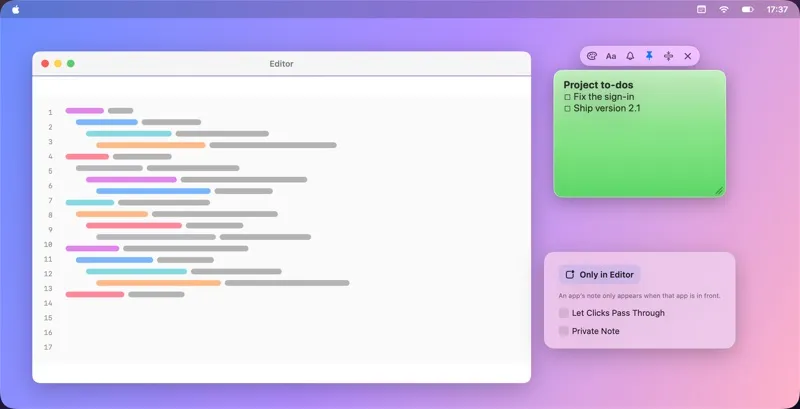 17:37
Editor
1
2
3
4
5
6
7
8
9
10
11
12
13
14
15
16
17
Aa
Project to-dos
Fix the sign-in
Ship version 2.1
Only in Editor
An app's note only appears when that app is in front.
Let Clicks Pass Through
Private Note